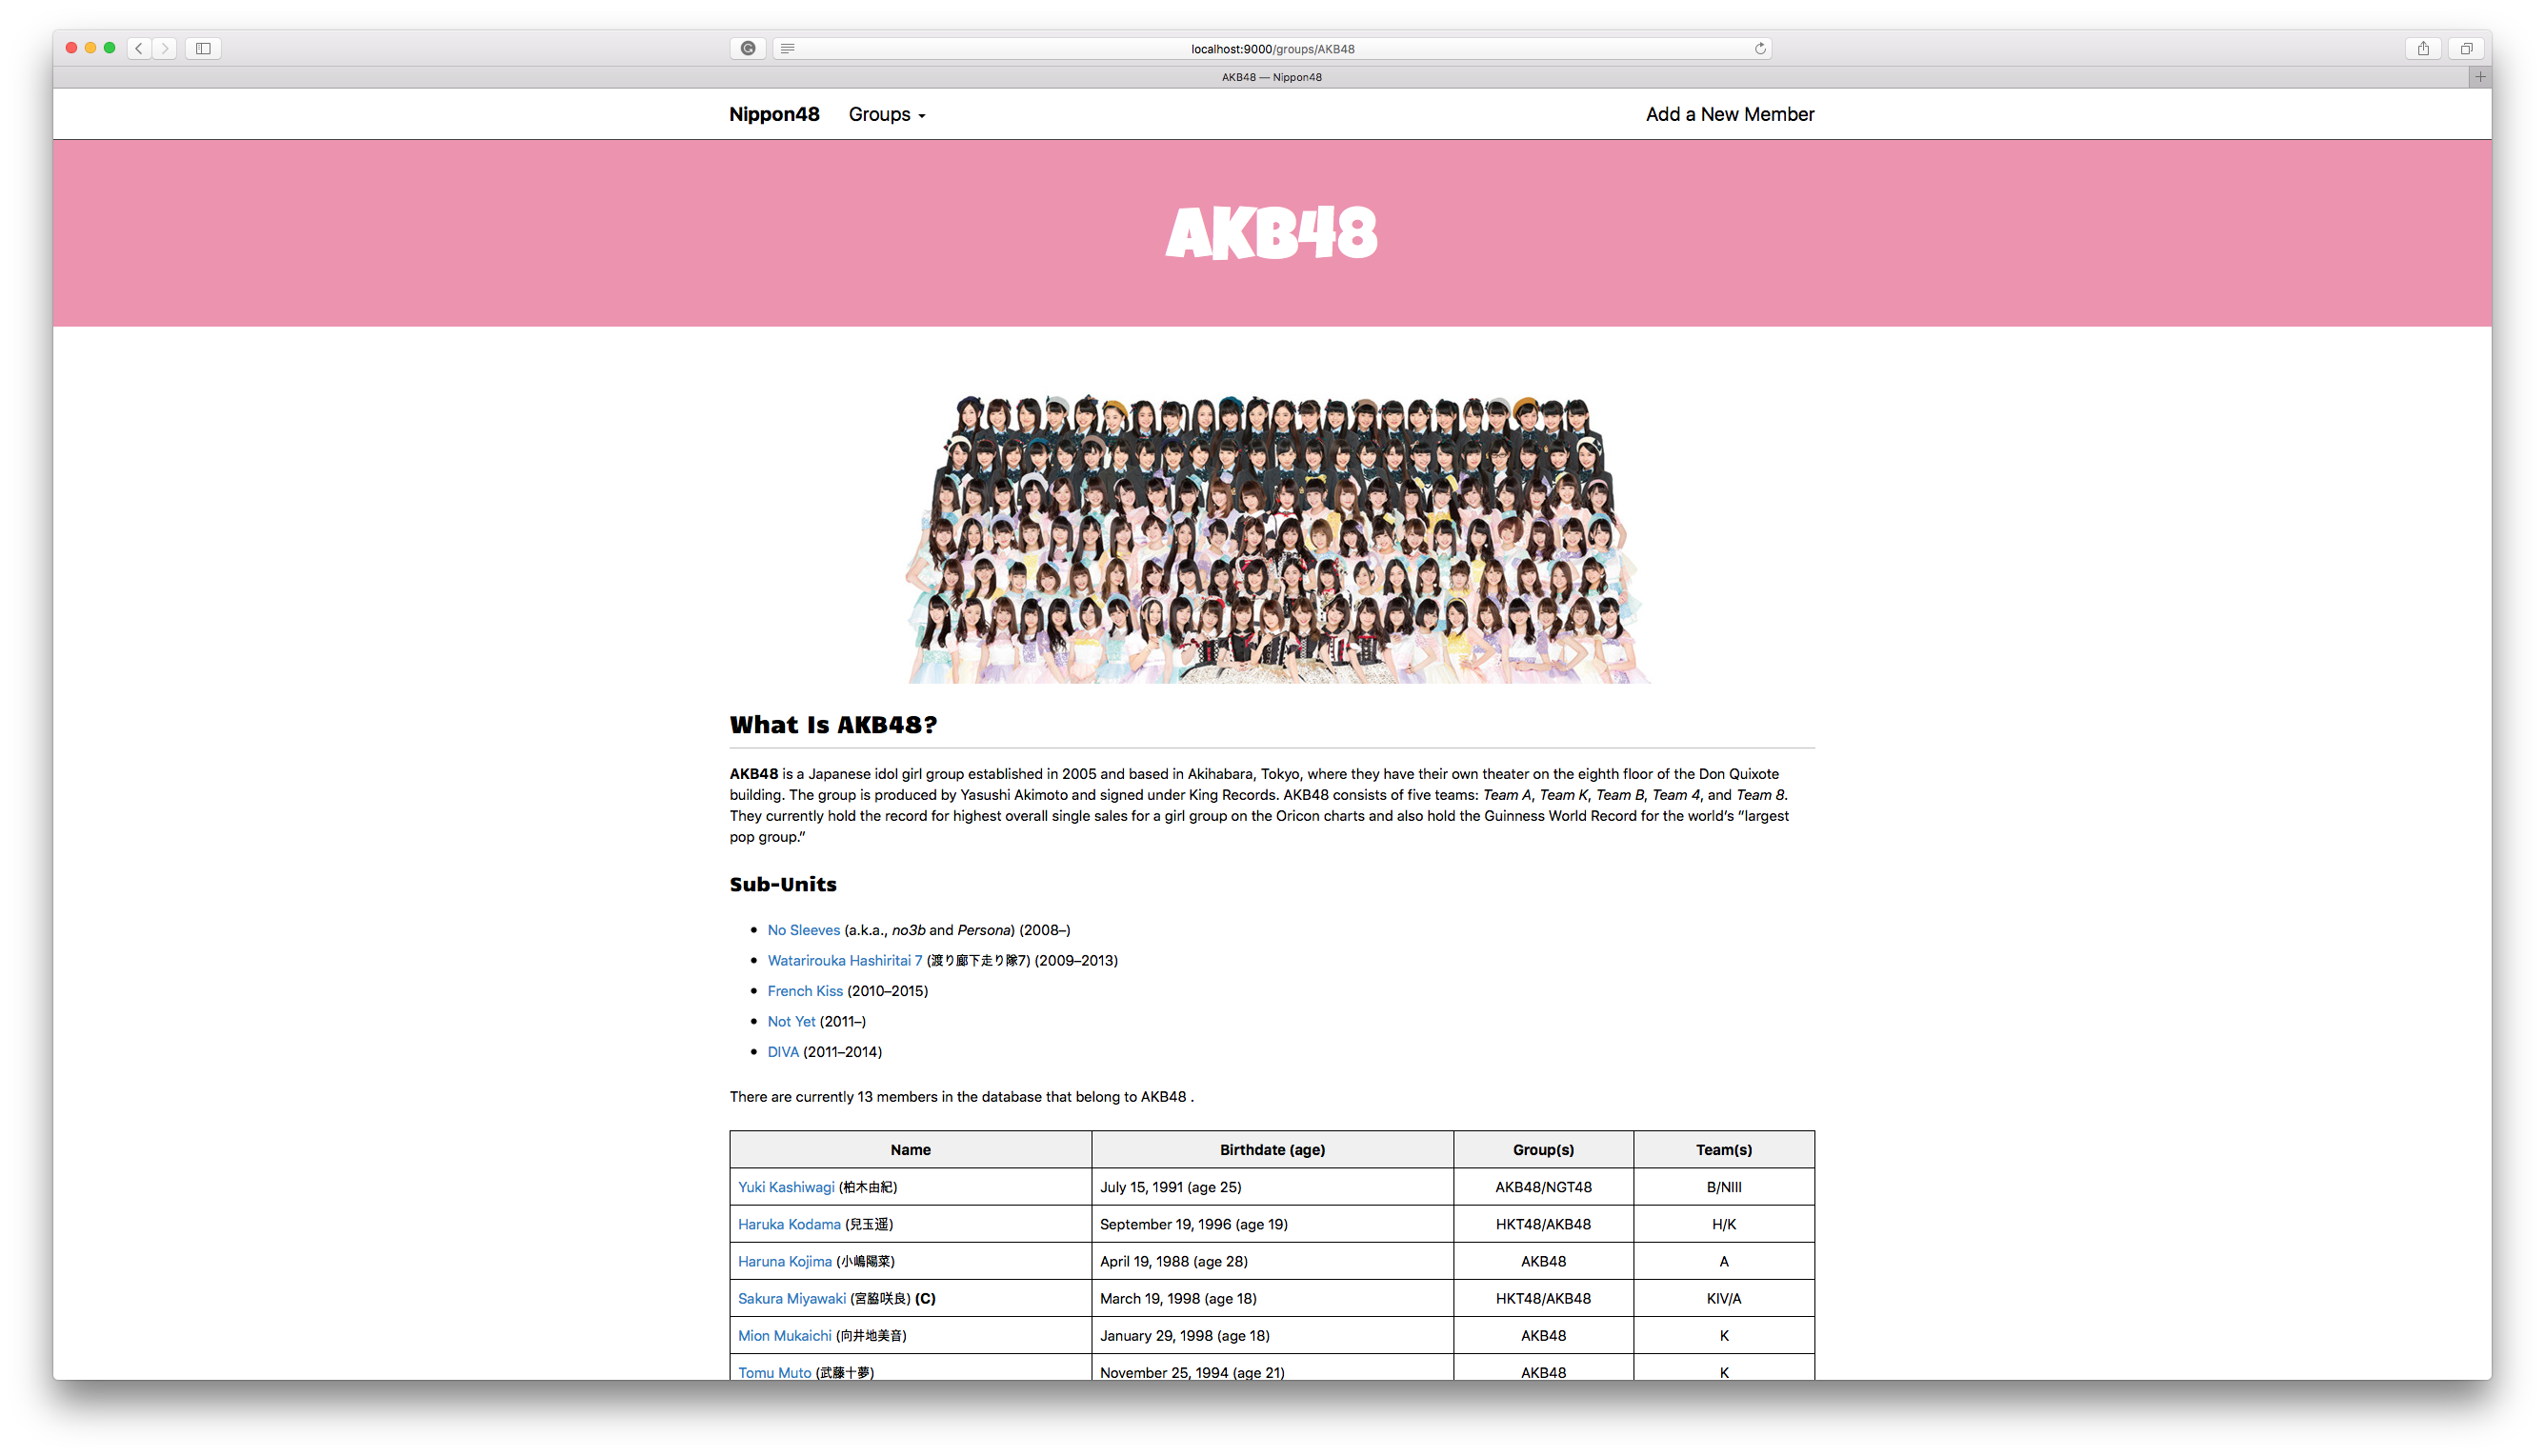 localhost:9000/groups/AKB48
AKB48 — Nippon48
Nippon48 Groups Add a New Member
AKB48
What Is AKB48?
AKB48 is a Japanese idol girl group established in 2005 and based in Akihabara, Tokyo, where they have their own theater on the eighth floor of the Don Quixote
building. The group is produced by Yasushi Akimoto and signed under King Records. AKB48 consists of five teams: Team A, Team K, Team B, Team 4, and Team 8.
They currently hold the record for highest overall single sales for a girl group on the Oricon charts and also hold the Guinness World Record for the world’s “largest
pop group.”
Sub-Units
• No Sleeves (a.k.a., no3b and Persona) (2008–)
• Watarirouka Hashiritai 7 (渡り廊下走り隊7) (2009–2013)
• French Kiss (2010–2015)
• Not Yet (2011–)
• DIVA (2011–2014)
There are currently 13 members in the database that belong to AKB48 .
Name Birthdate (age) Group(s) Team(s)
Yuki Kashiwagi (柏木由紀) July 15, 1991 (age 25) AKB48/NGT48 B/NIII
Haruka Kodama (兒玉遥) September 19, 1996 (age 19) HKT48/AKB48 H/K
Haruna Kojima (小嶋陽菜) April 19, 1988 (age 28) AKB48 A
Sakura Miyawaki (宮脇咲良) (C) March 19, 1998 (age 18) HKT48/AKB48 KIV/A
Mion Mukaichi (向井地美音) January 29, 1998 (age 18) AKB48 K
Tomu Muto (武藤十夢) November 25, 1994 (age 21) AKB48 K